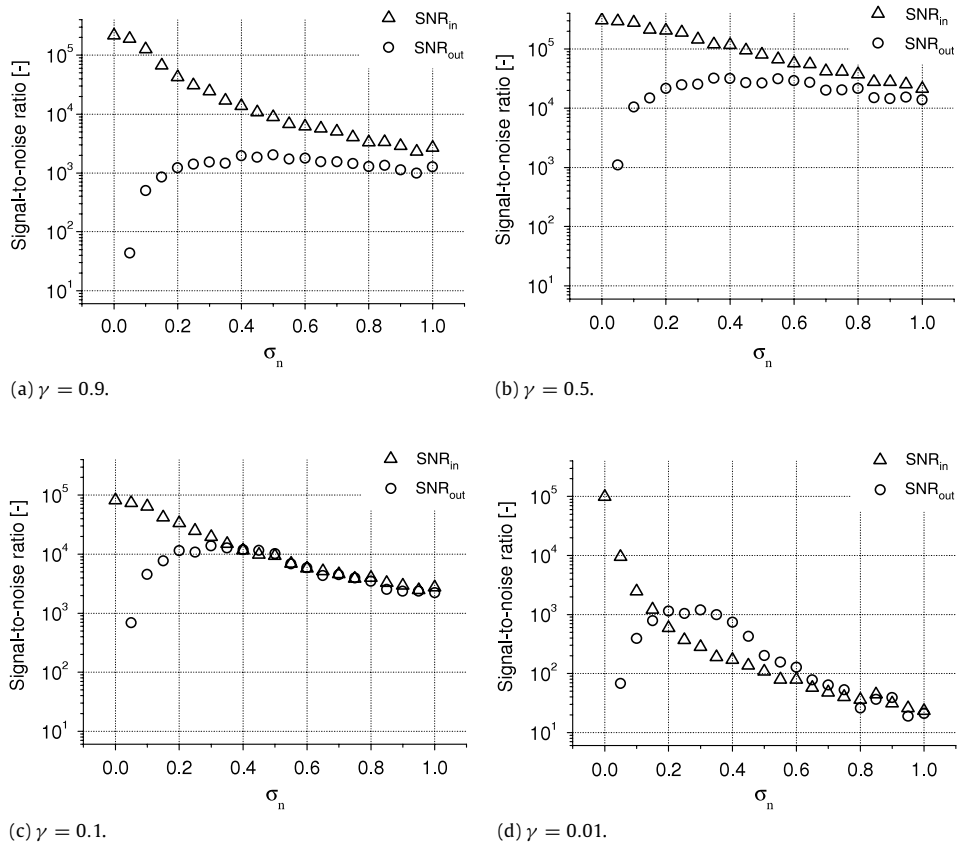 SNR_in
SNR_out
Signal-to-noise ratio [-]
10^5
10^4
10^3
10^2
10^1
0.0 0.2 0.4 0.6 0.8 1.0
σ_n
(a) γ = 0.9.
SNR_in
SNR_out
Signal-to-noise ratio [-]
10^5
10^4
10^3
10^2
10^1
0.0 0.2 0.4 0.6 0.8 1.0
σ_n
(b) γ = 0.5.
SNR_in
SNR_out
Signal-to-noise ratio [-]
10^5
10^4
10^3
10^2
10^1
0.0 0.2 0.4 0.6 0.8 1.0
σ_n
(c) γ = 0.1.
SNR_in
SNR_out
Signal-to-noise ratio [-]
10^5
10^4
10^3
10^2
10^1
0.0 0.2 0.4 0.6 0.8 1.0
σ_n
(d) γ = 0.01.